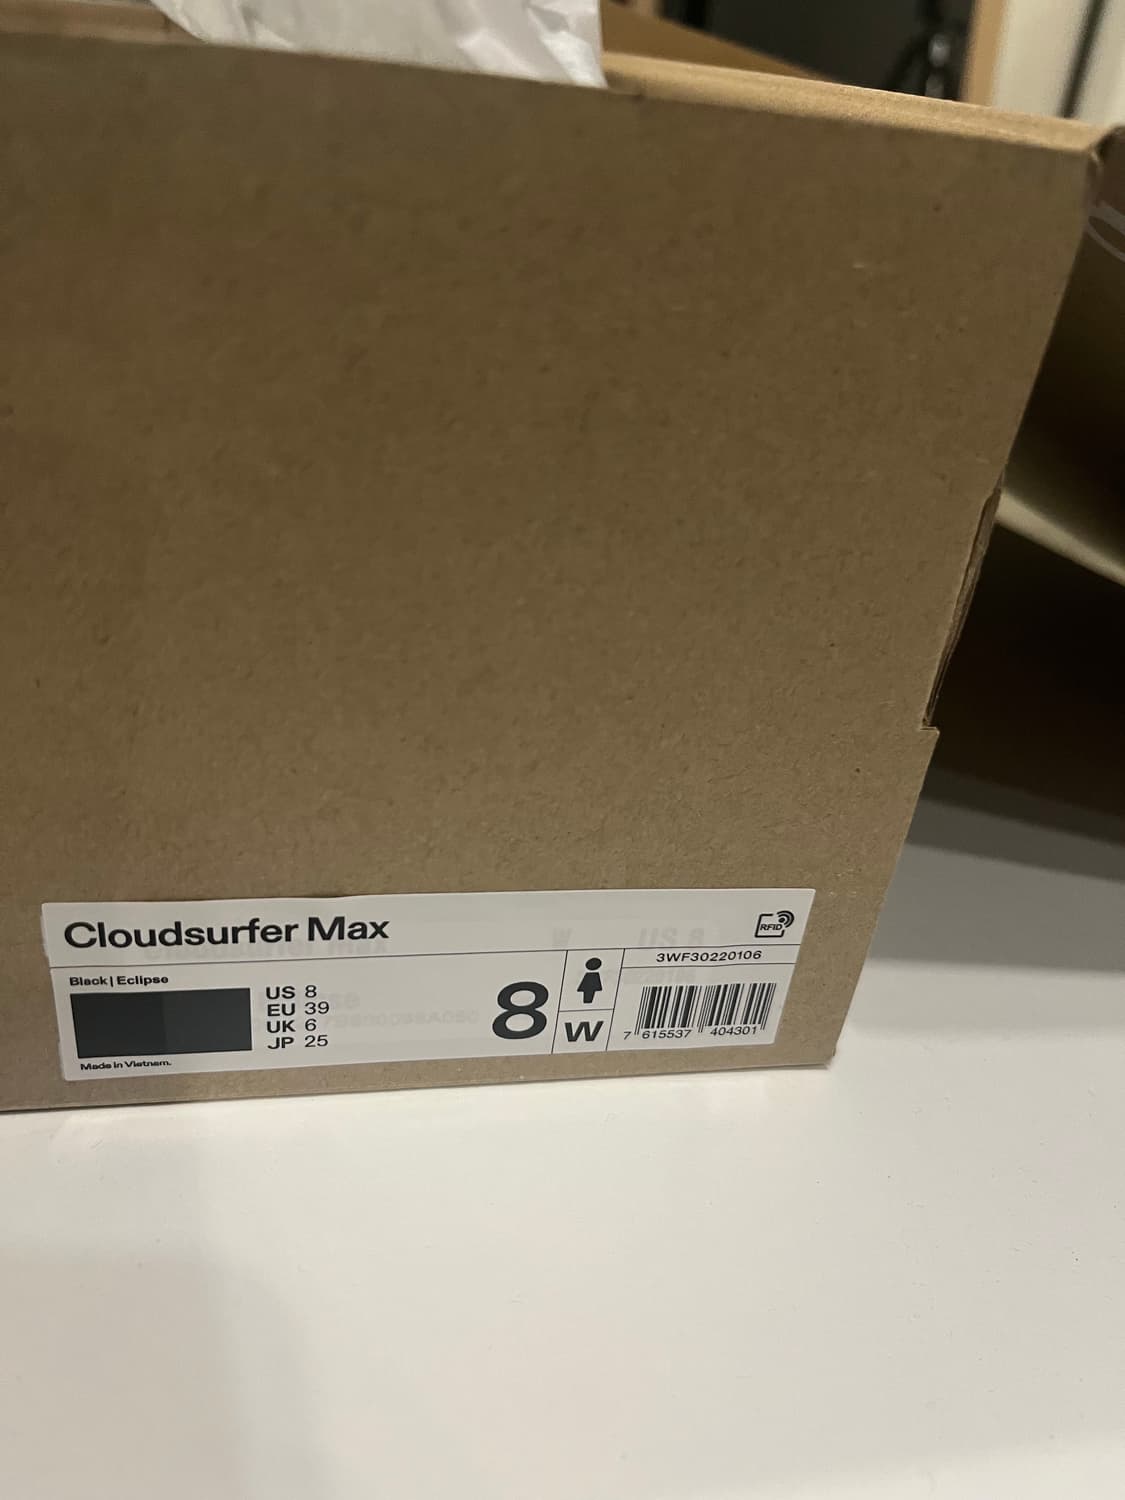 Cloudsurfer Max
RFID
Black | Eclipse
US 8
EU 39
UK 6
JP 25
Made in Vietnam.
8
W
3WF30220106
7 615537 404301